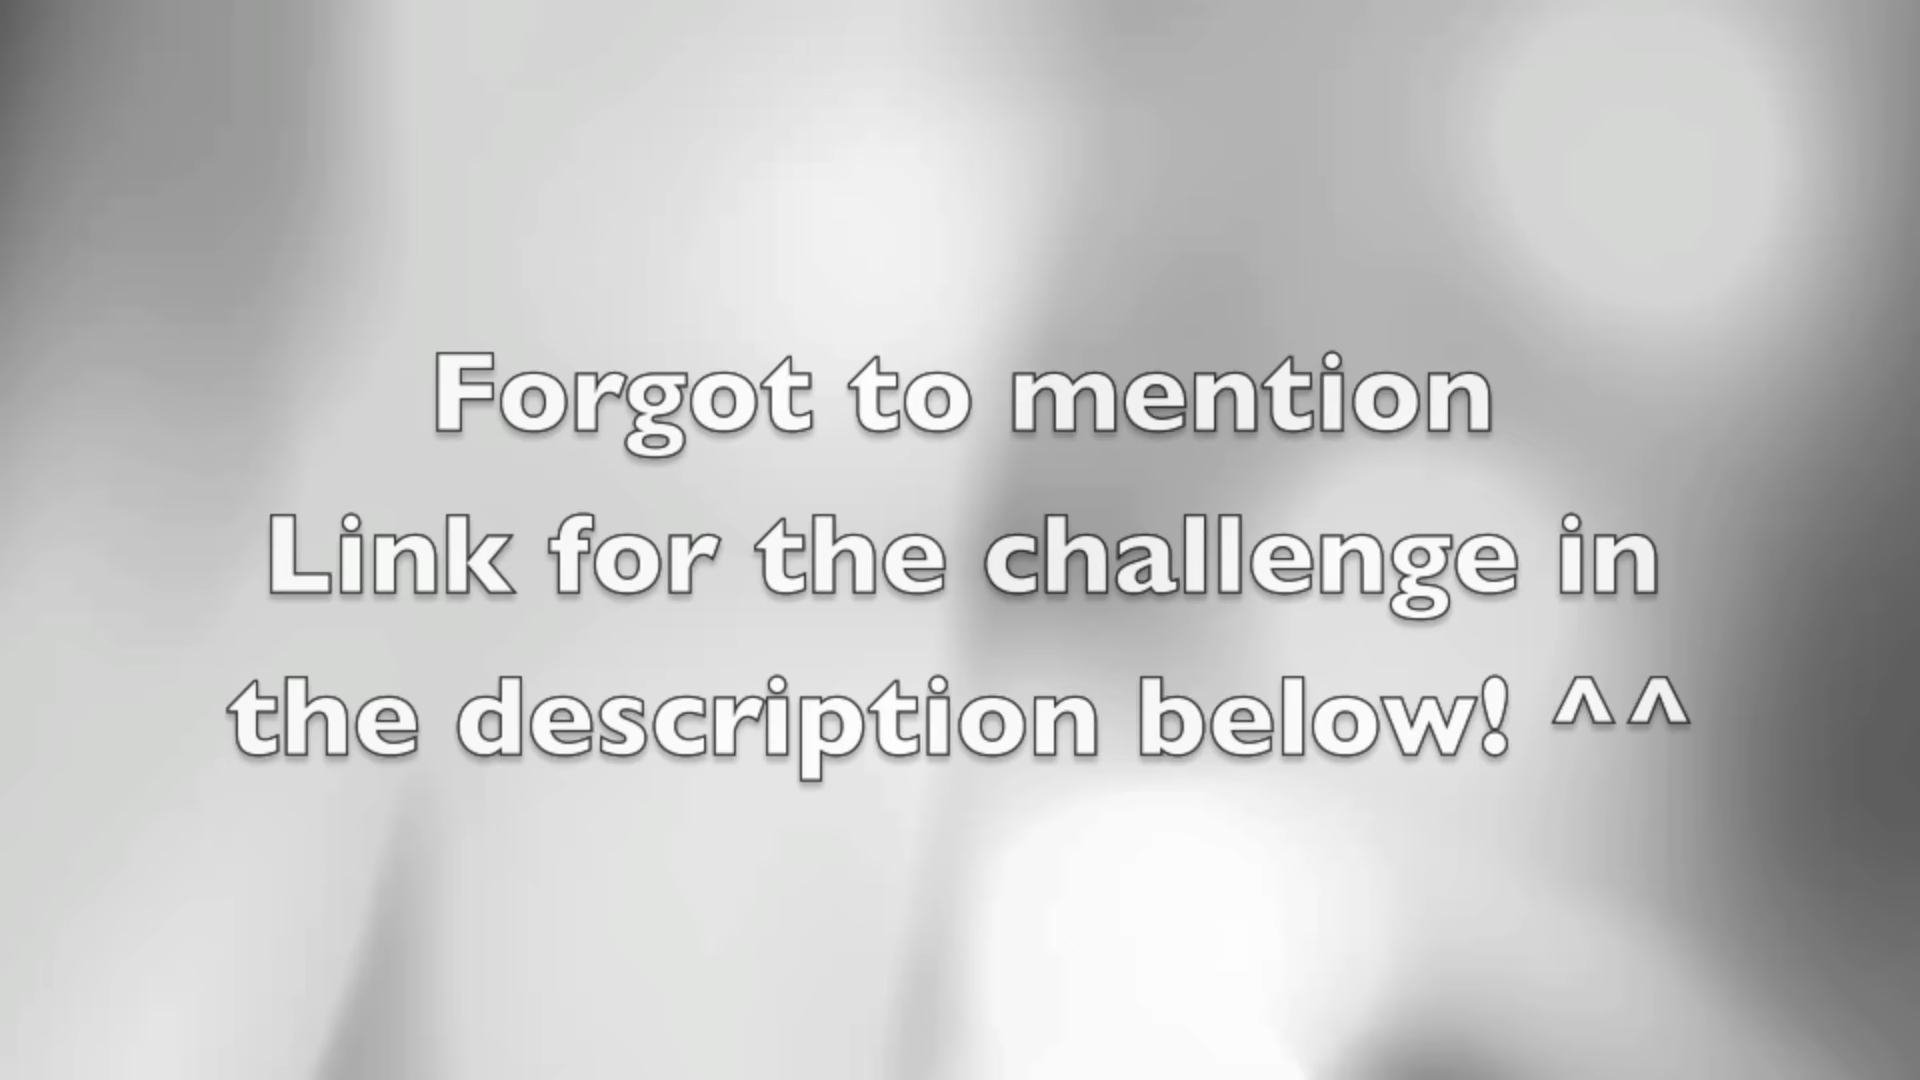 Forgot to mention
Link for the challenge in
the description below! ^^